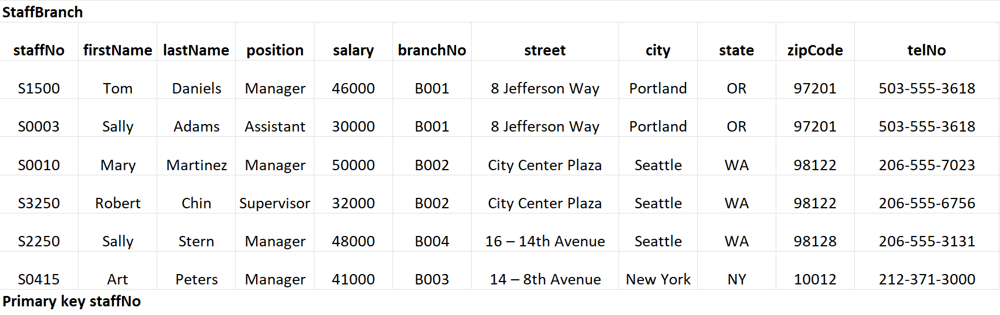 StaffBranch
staffNo firstName lastName position salary branchNo street city state zipCode telNo
S1500 Tom Daniels Manager 46000 B001 8 Jefferson Way Portland OR 97201 503-555-3618
S0003 Sally Adams Assistant 30000 B001 8 Jefferson Way Portland OR 97201 503-555-3618
S0010 Mary Martinez Manager 50000 B002 City Center Plaza Seattle WA 98122 206-555-7023
S3250 Robert Chin Supervisor 32000 B002 City Center Plaza Seattle WA 98122 206-555-6756
S2250 Sally Stern Manager 48000 B004 16 – 14th Avenue Seattle WA 98128 206-555-3131
S0415 Art Peters Manager 41000 B003 14 – 8th Avenue New York NY 10012 212-371-3000
Primary key staffNo